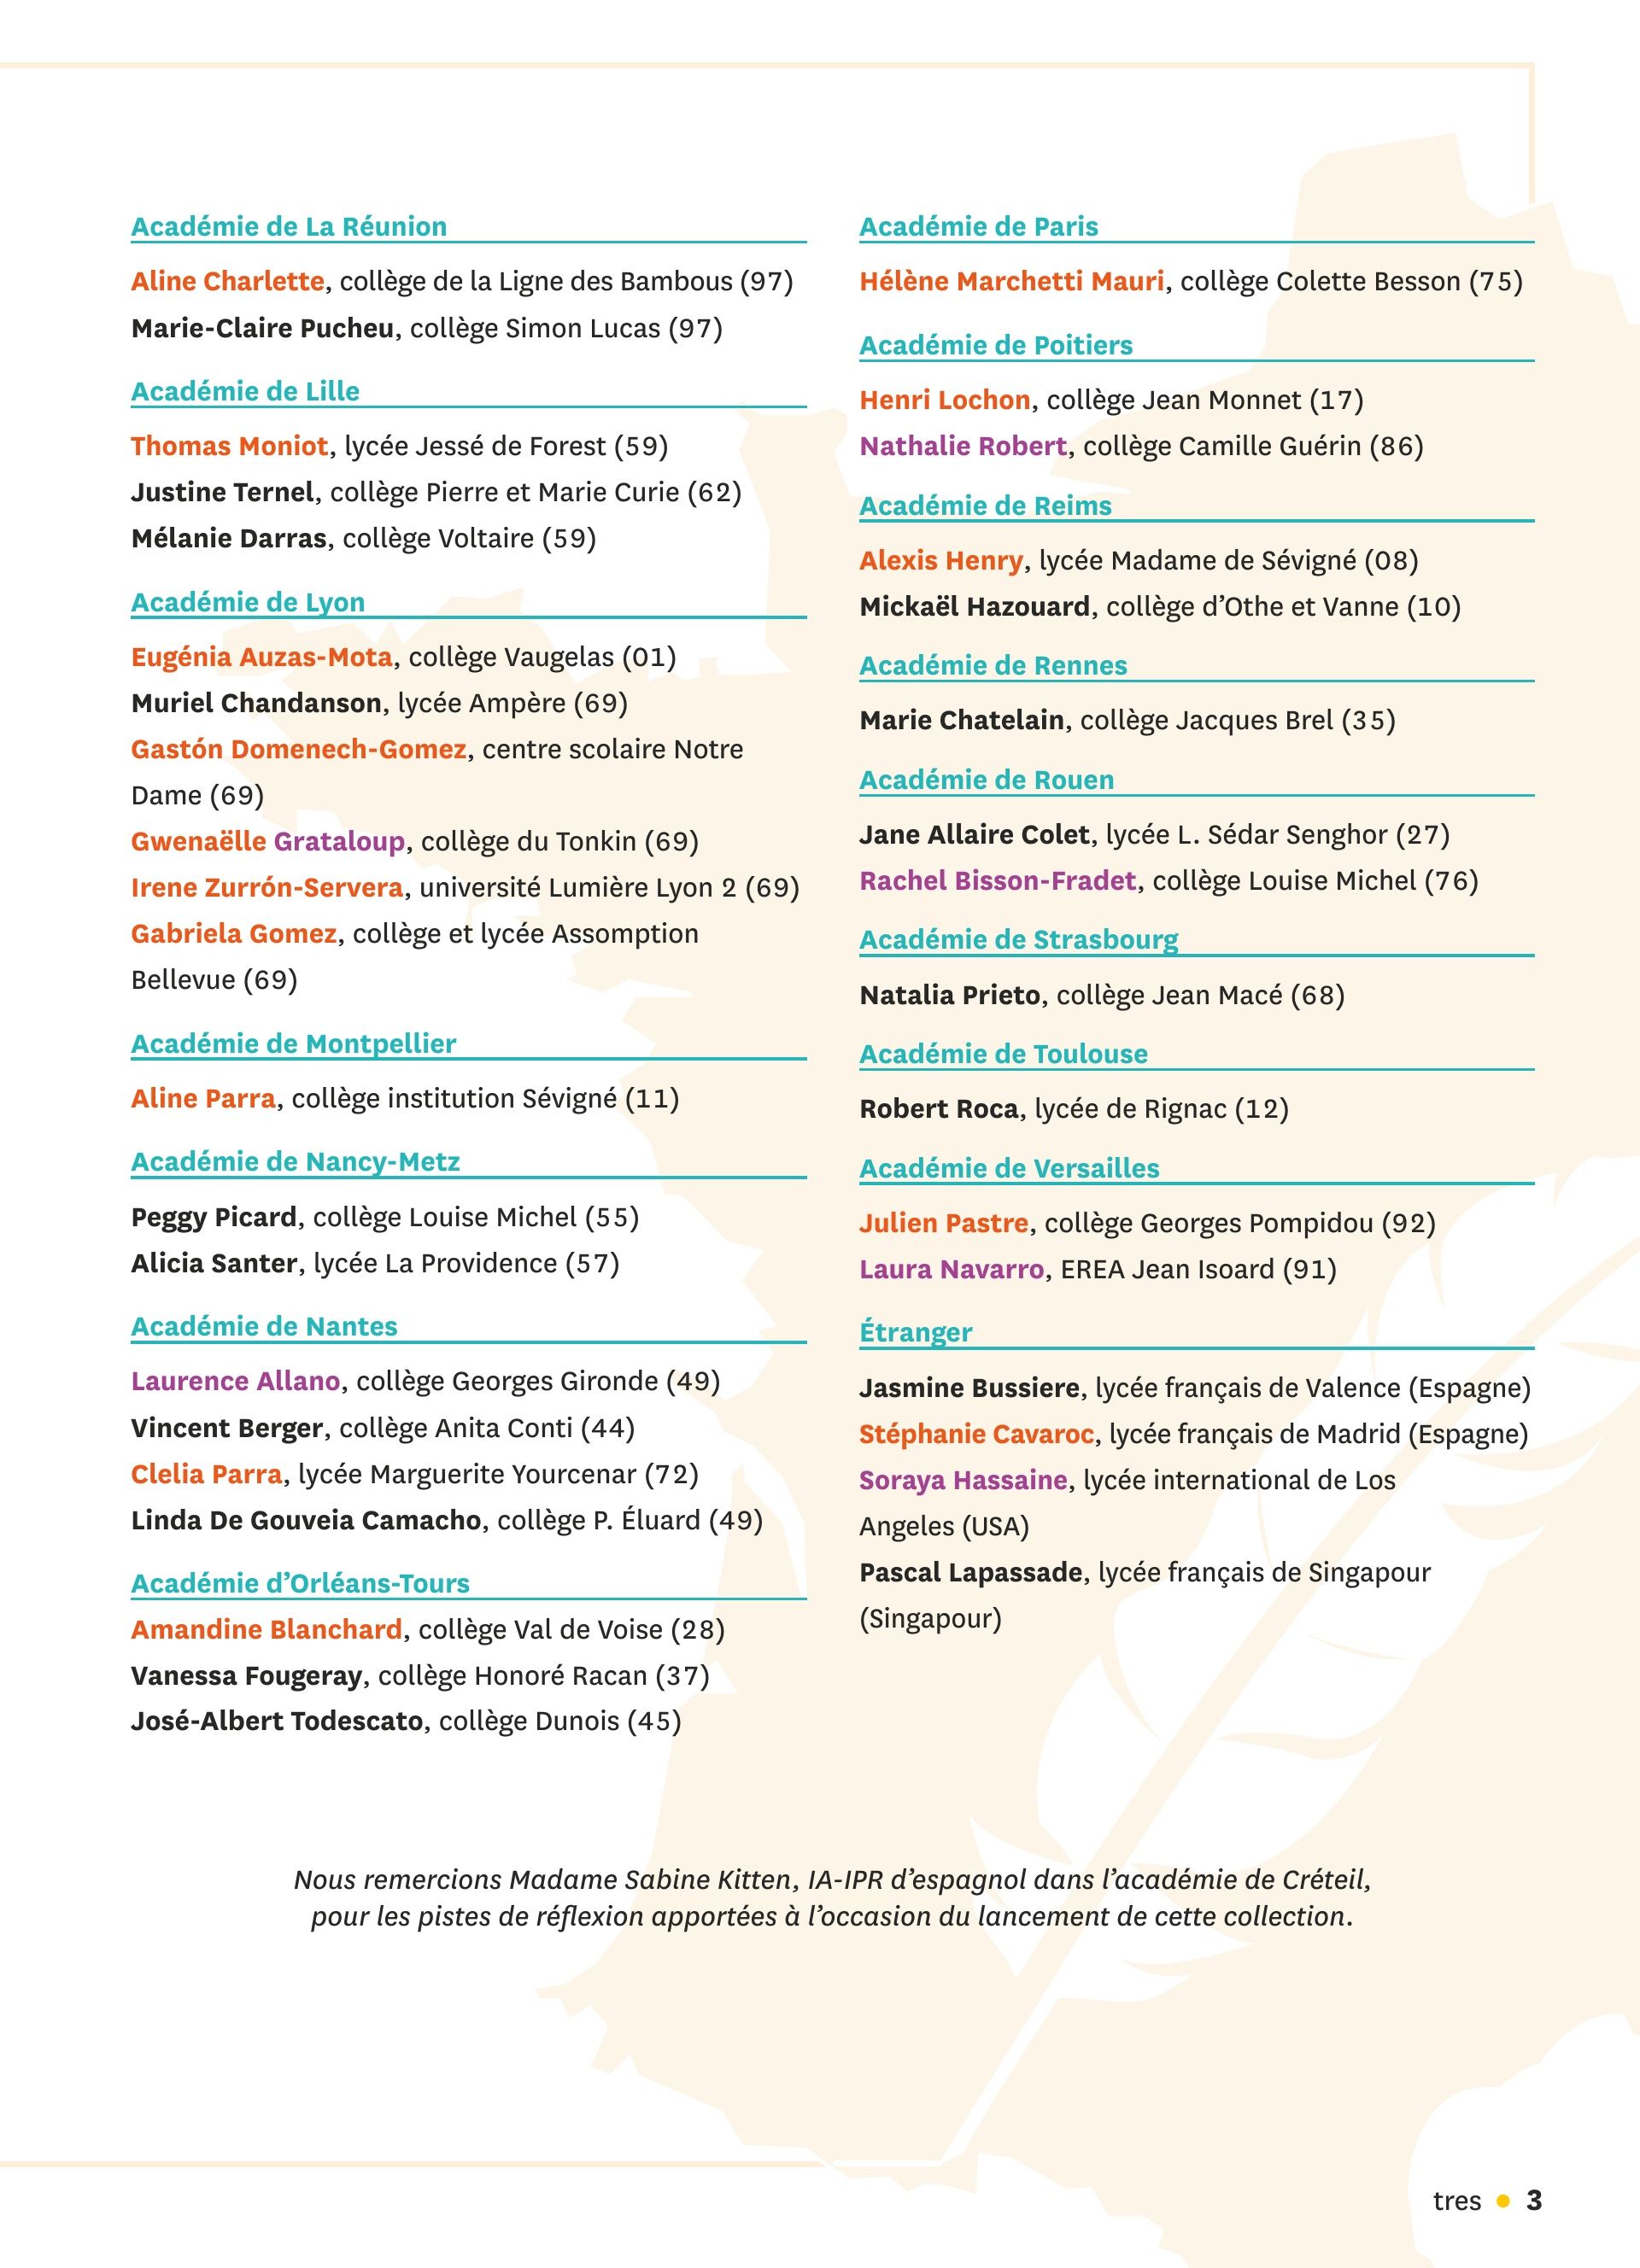 Académie de La Réunion
Aline Charlette, collège de la Ligne des Bambous (97)
Marie-Claire Pucheu, collège Simon Lucas (97)
Académie de Lille
Thomas Moniot, lycée Jessé de Forest (59)
Justine Ternel, collège Pierre et Marie Curie (62)
Mélanie Darras, collège Voltaire (59)
Académie de Lyon
Eugénia Auzas-Mota, collège Vaugelas (01)
Muriel Chandanson, lycée Ampère (69)
Gastón Domenech-Gomez, centre scolaire Notre
Dame (69)
Gwenaëlle Grataloup, collège du Tonkin (69)
Irene Zurrón-Servera, université Lumière Lyon 2 (69)
Gabriela Gomez, collège et lycée Assomption
Bellevue (69)
Académie de Montpellier
Aline Parra, collège institution Sévigné (11)
Académie de Nancy-Metz
Peggy Picard, collège Louise Michel (55)
Alicia Santer, lycée La Providence (57)
Académie de Nantes
Laurence Allano, collège Georges Gironde (49)
Vincent Berger, collège Anita Conti (44)
Clelia Parra, lycée Marguerite Yourcenar (72)
Linda De Gouveia Camacho, collège P. Éluard (49)
Académie d'Orléans-Tours
Amandine Blanchard, collège Val de Voise (28)
Vanessa Fougeray, collège Honoré Racan (37)
José-Albert Todescato, collège Dunois (45)
Académie de Paris
Hélène Marchetti Mauri, collège Colette Besson (75)
Académie de Poitiers
Henri Lochon, collège Jean Monnet (17)
Nathalie Robert, collège Camille Guérin (86)
Académie de Reims
Alexis Henry, lycée Madame de Sévigné (08)
Mickaël Hazouard, collège d'Othe et Vanne (10)
Académie de Rennes
Marie Chatelain, collège Jacques Brel (35)
Académie de Rouen
Jane Allaire Colet, lycée L. Sédar Senghor (27)
Rachel Bisson-Fradet, collège Louise Michel (76)
Académie de Strasbourg
Natalia Prieto, collège Jean Macé (68)
Académie de Toulouse
Robert Roca, lycée de Rignac (12)
Académie de Versailles
Julien Pastre, collège Georges Pompidou (92)
Laura Navarro, EREA Jean Isoard (91)
Étranger
Jasmine Bussiere, lycée français de Valence (Espagne)
Stéphanie Cavaroc, lycée français de Madrid (Espagne)
Soraya Hassaine, lycée international de Los
Angeles (USA)
Pascal Lapassade, lycée français de Singapour
(Singapour)
Nous remercions Madame Sabine Kitten, IA-IPR d'espagnol dans l'académie de Créteil,
pour les pistes de réflexion apportées à l'occasion du lancement de cette collection.
tres • 3